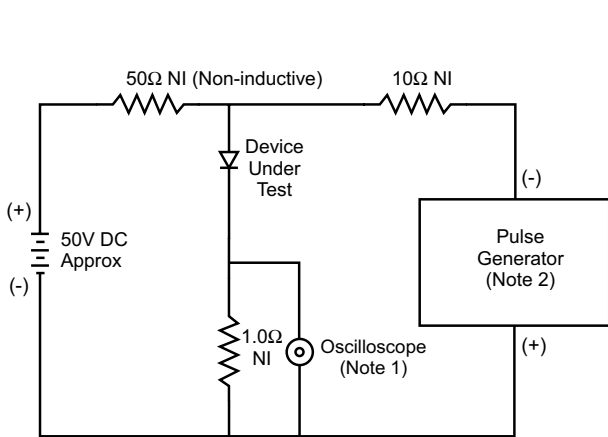 50Ω NI (Non-inductive)
10Ω NI
Device
Under
Test
(-)
(+)
50V DC
Approx
(-)
Pulse
Generator
(Note 2)
1.0Ω
NI
Oscilloscope
(Note 1)
(+)